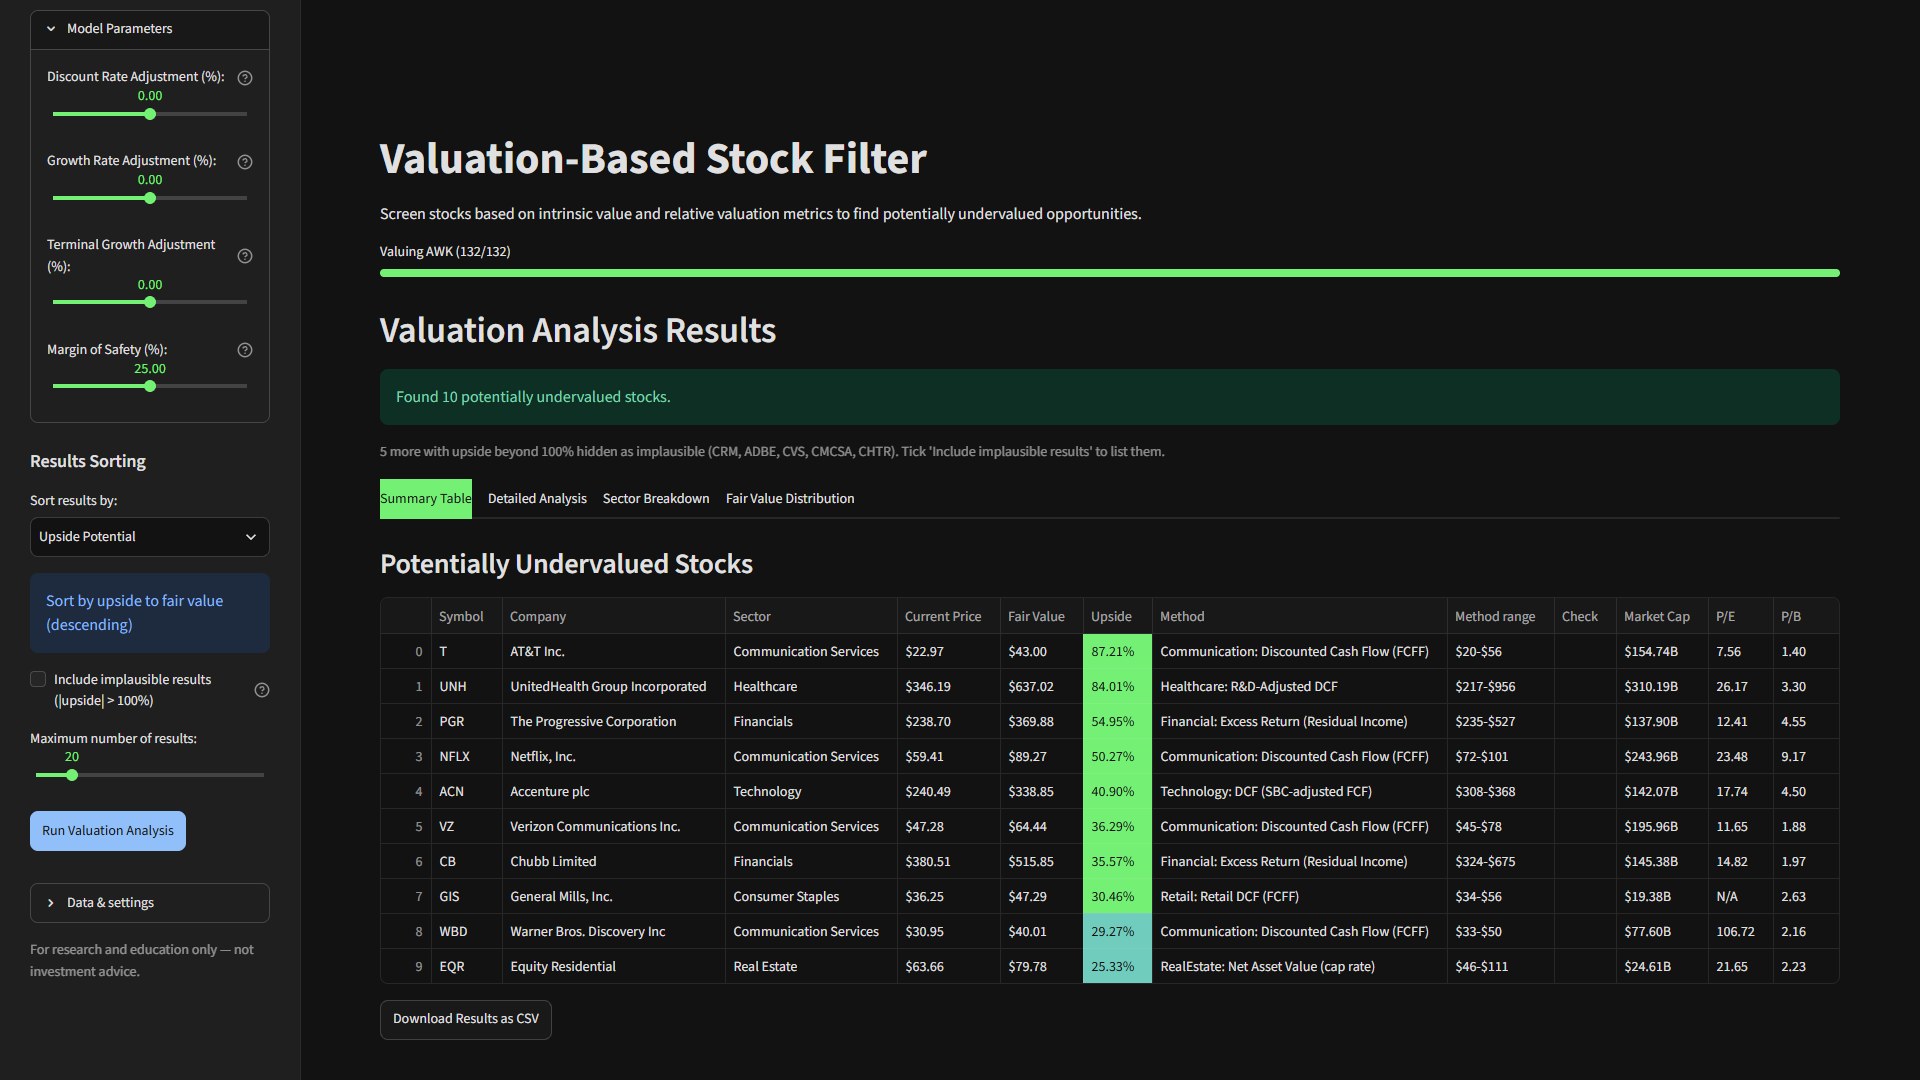 Model Parameters
Discount Rate Adjustment (%):
0.00
Growth Rate Adjustment (%):
0.00
Terminal Growth Adjustment
(%):
0.00
Margin of Safety (%):
25.00
Results Sorting
Sort results by:
Upside Potential
Sort by upside to fair value
(descending)
Include implausible results
(|upside| > 100%)
Maximum number of results:
20
Run Valuation Analysis
Data & settings
For research and education only — not
investment advice.
Valuation-Based Stock Filter
Screen stocks based on intrinsic value and relative valuation metrics to find potentially undervalued opportunities.
Valuing AWK (132/132)
Valuation Analysis Results
Found 10 potentially undervalued stocks.
5 more with upside beyond 100% hidden as implausible (CRM, ADBE, CVS, CMCSA, CHTR). Tick 'Include implausible results' to list them.
Summary Table Detailed Analysis Sector Breakdown Fair Value Distribution
Potentially Undervalued Stocks
Symbol Company Sector Current Price Fair Value Upside Method Method range Check Market Cap P/E P/B
0 T AT&T Inc. Communication Services $22.97 $43.00 87.21% Communication: Discounted Cash Flow (FCFF) $20-$56 $154.74B 7.56 1.40
1 UNH UnitedHealth Group Incorporated Healthcare $346.19 $637.02 84.01% Healthcare: R&D-Adjusted DCF $217-$956 $310.19B 26.17 3.30
2 PGR The Progressive Corporation Financials $238.70 $369.88 54.95% Financial: Excess Return (Residual Income) $235-$527 $137.90B 12.41 4.55
3 NFLX Netflix, Inc. Communication Services $59.41 $89.27 50.27% Communication: Discounted Cash Flow (FCFF) $72-$101 $243.96B 23.48 9.17
4 ACN Accenture plc Technology $240.49 $338.85 40.90% Technology: DCF (SBC-adjusted FCF) $308-$368 $142.07B 17.74 4.50
5 VZ Verizon Communications Inc. Communication Services $47.28 $64.44 36.29% Communication: Discounted Cash Flow (FCFF) $45-$78 $195.96B 11.65 1.88
6 CB Chubb Limited Financials $380.51 $515.85 35.57% Financial: Excess Return (Residual Income) $324-$675 $145.38B 14.82 1.97
7 GIS General Mills, Inc. Consumer Staples $36.25 $47.29 30.46% Retail: Retail DCF (FCFF) $34-$56 $19.38B N/A 2.63
8 WBD Warner Bros. Discovery Inc Communication Services $30.95 $40.01 29.27% Communication: Discounted Cash Flow (FCFF) $33-$50 $77.60B 106.72 2.16
9 EQR Equity Residential Real Estate $63.66 $79.78 25.33% RealEstate: Net Asset Value (cap rate) $46-$111 $24.61B 21.65 2.23
Download Results as CSV